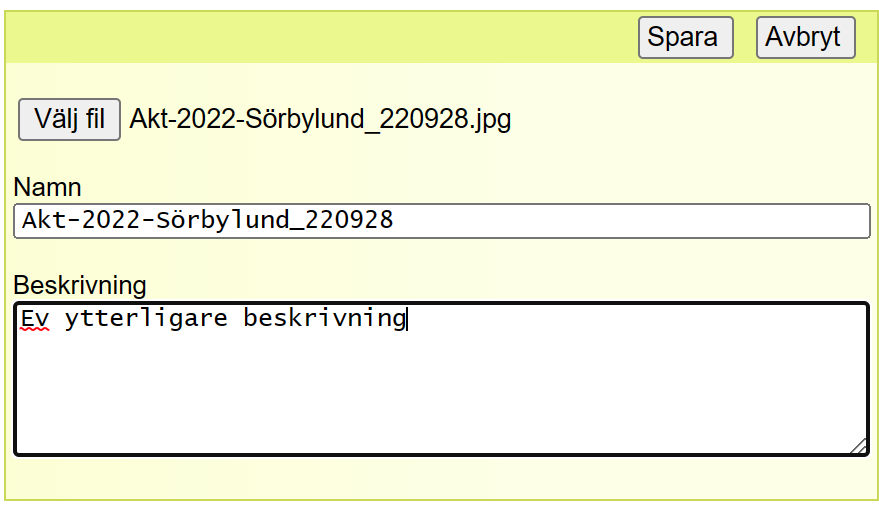 Spara Avbryt
Välj fil Akt-2022-Sörbylund_220928.jpg
Namn
Akt-2022-Sörbylund_220928
Beskrivning
Ev ytterligare beskrivning